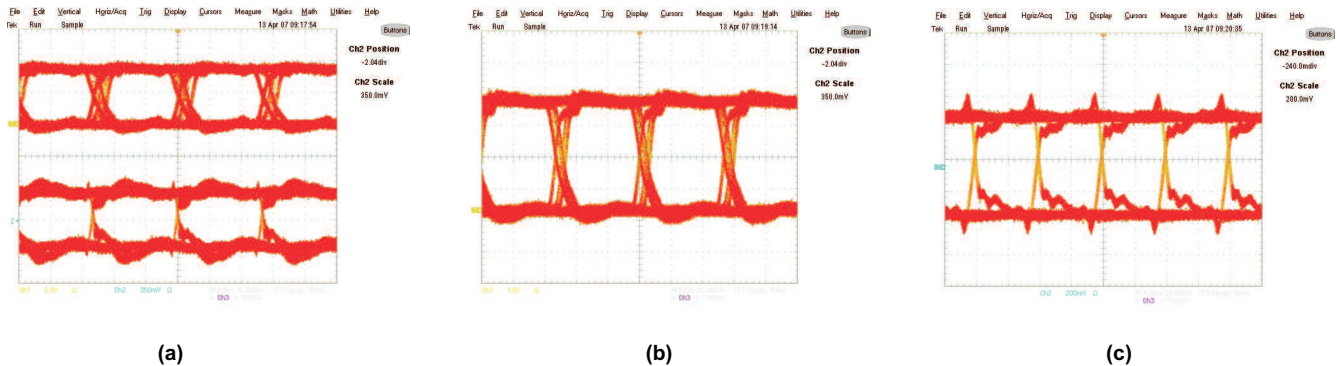 File Edit Vertical Horiz/Acq Trig Display Cursors Measure Masks Math Utilities Help
Tek Run Sample 13 Apr 07 09:17:54
Buttons
Ch2 Position
-2.04div
Ch2 Scale
350.0mV
Ch2 350mV Ω
Ch3
(a)
File Edit Vertical Horiz/Acq Trig Display Cursors Measure Masks Math Utilities Help
Tek Run Sample 13 Apr 07 09:19:14
Buttons
Ch2 Position
-2.04div
Ch2 Scale
350.0mV
Ch3
(b)
File Edit Vertical Horiz/Acq Trig Display Cursors Measure Masks Math Utilities Help
Tek Run Sample 13 Apr 07 09:20:35
Buttons
Ch2 Position
-240.0mdiv
Ch2 Scale
200.0mV
Ch2 200mV Ω
Ch3
(c)